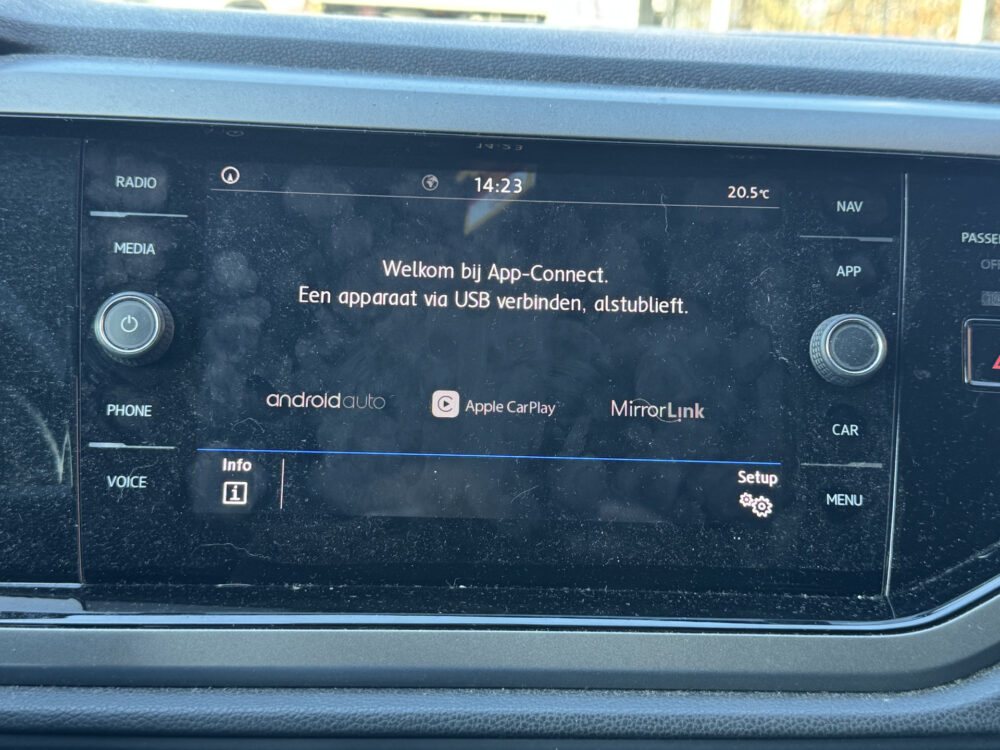 RADIO
MEDIA
PHONE
VOICE
14:23
20.5°C
Welkom bij App-Connect.
Een apparaat via USB verbinden, alstublieft.
androidauto
Apple CarPlay
MirrorLink
Info
i
Setup
NAV
APP
CAR
MENU